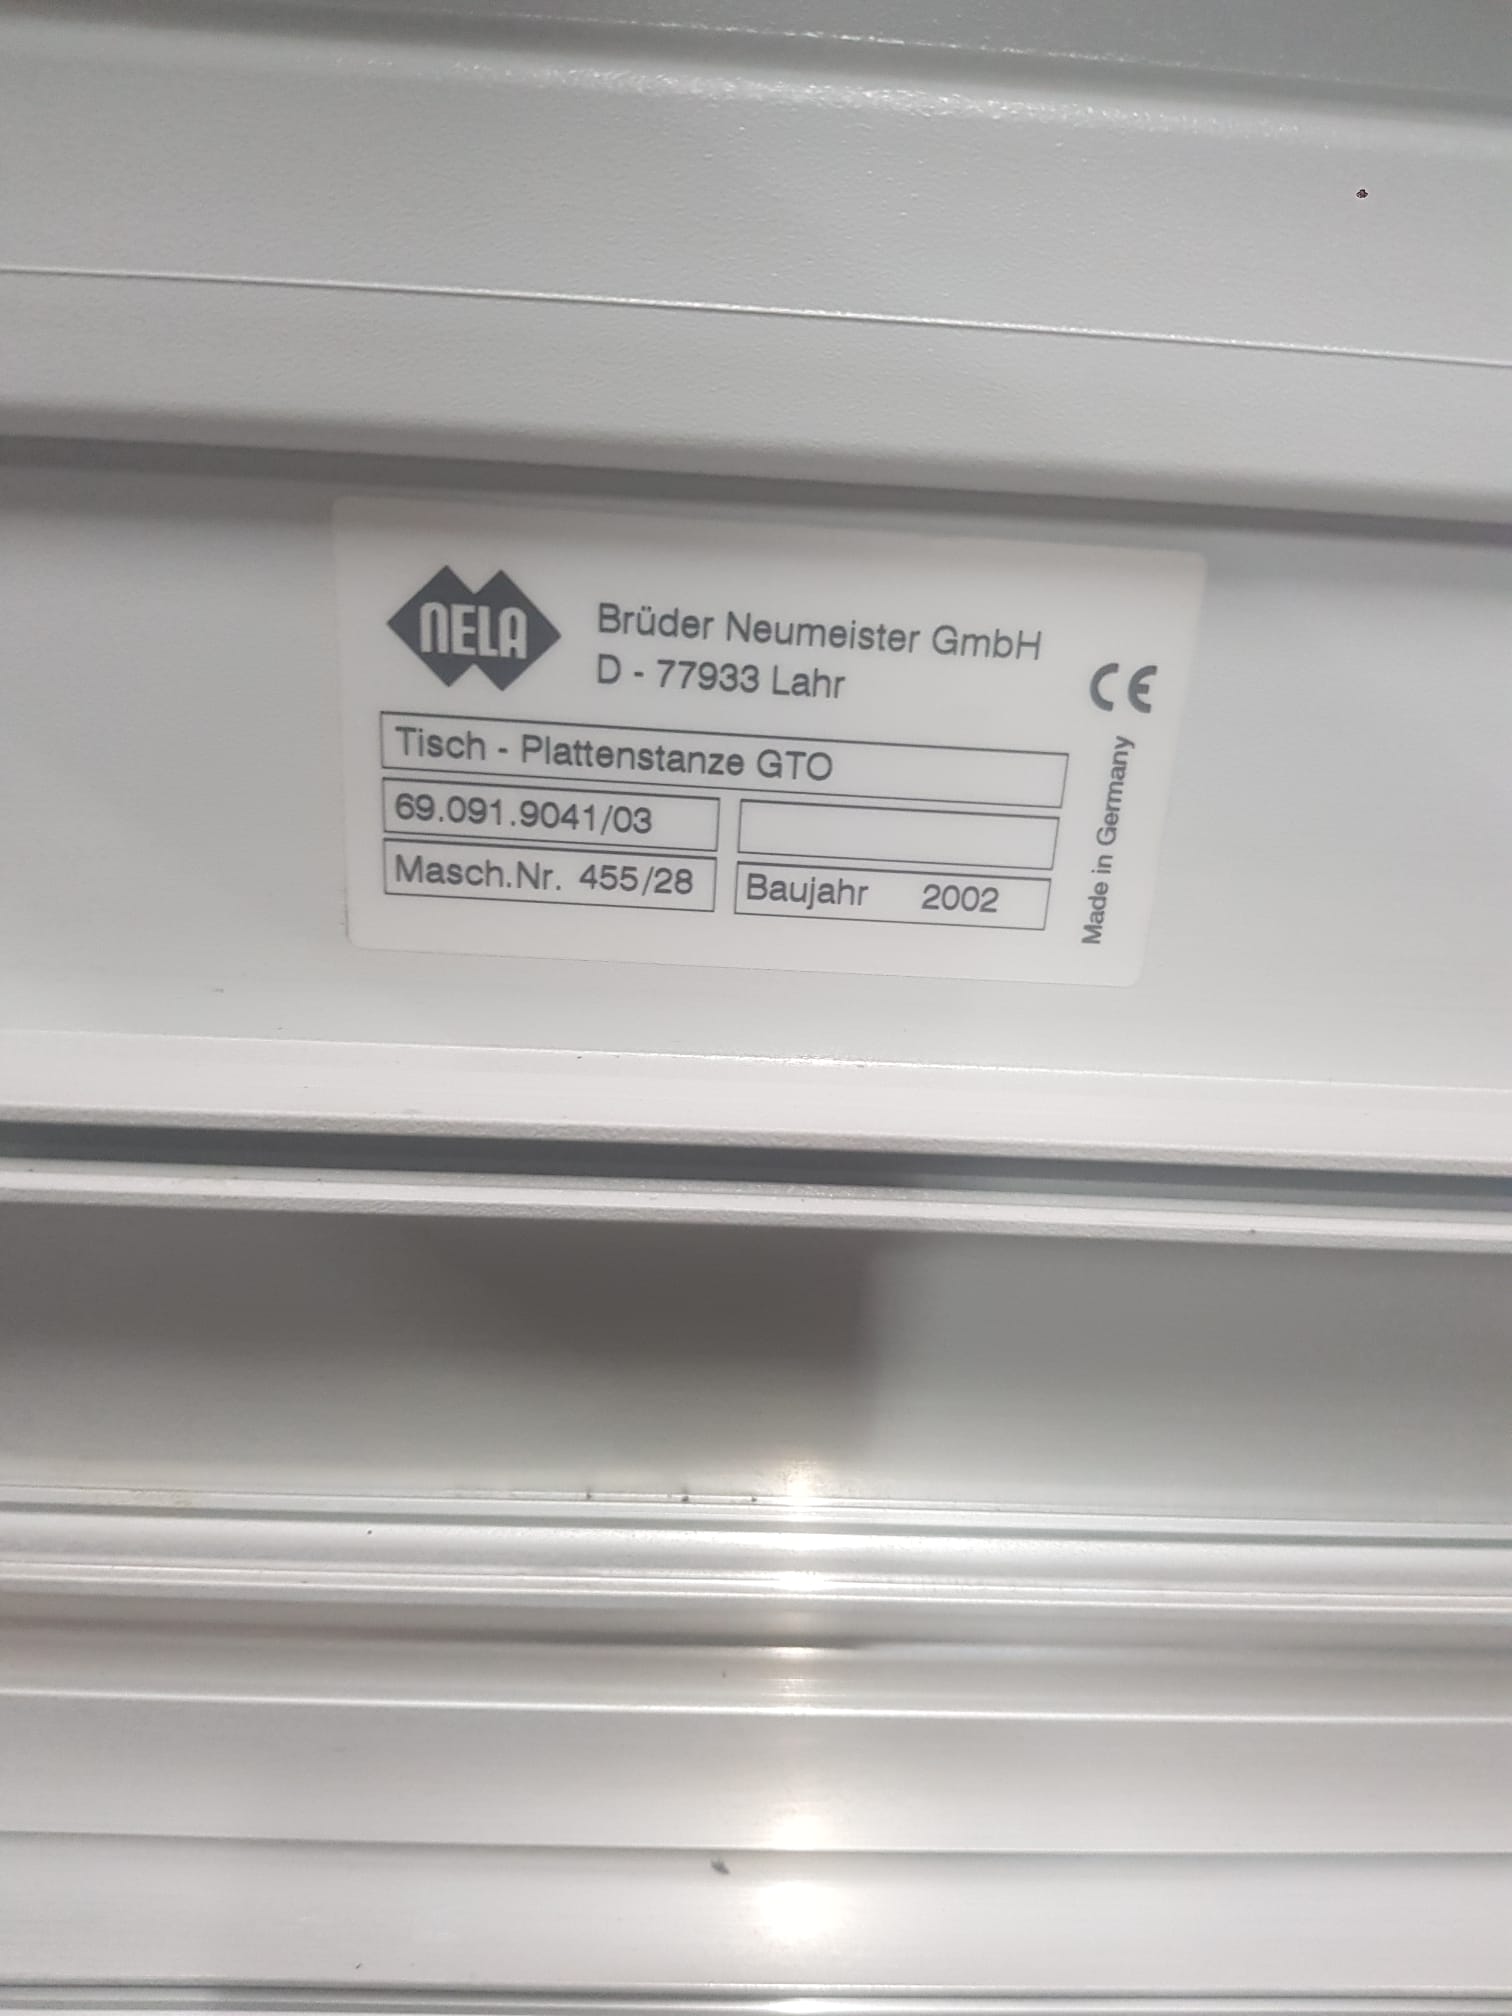 NELA
Brüder Neumeister GmbH
D - 77933 Lahr
CE
Tisch - Plattenstanze GTO
69.091.9041/03
Masch.Nr. 455/28
Baujahr 2002
Made in Germany